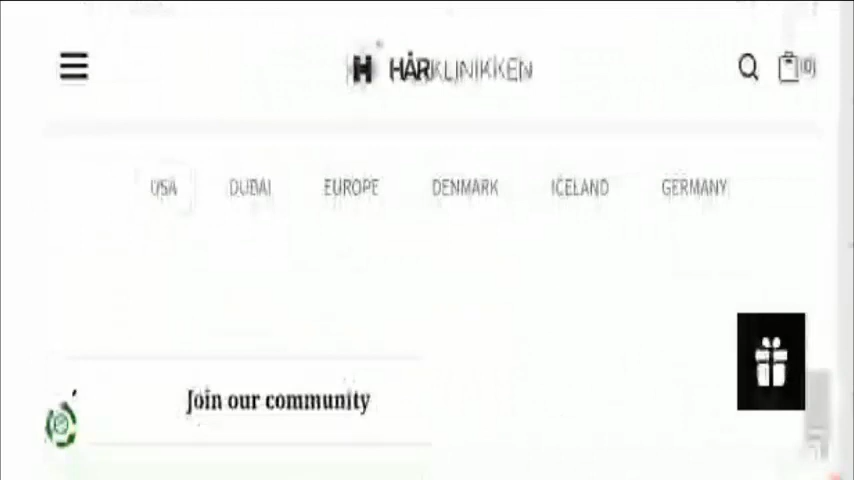 H HÅRKLINIKKEN (0)
USA DUBAI EUROPE DENMARK ICELAND GERMANY
Join our community